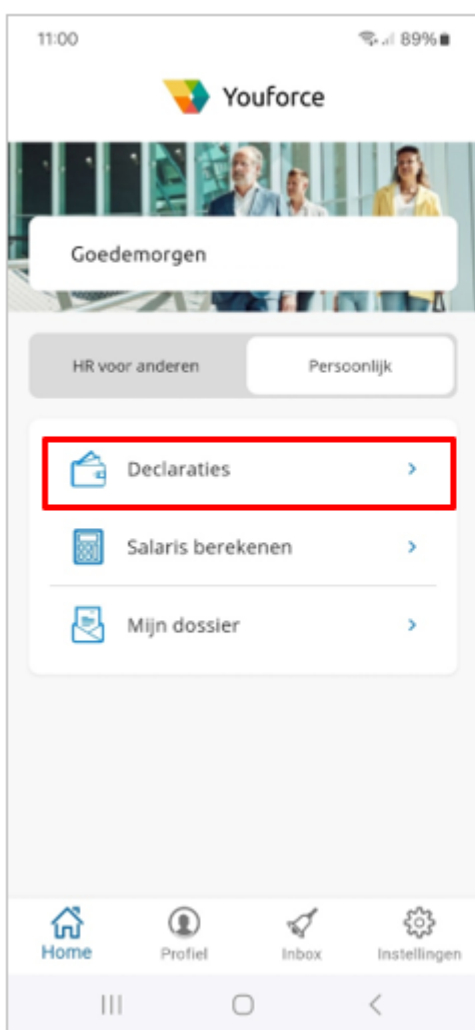 11:00
89%
Youforce
Goedemorgen
HR voor anderen
Persoonlijk
Declaraties
Salaris berekenen
Mijn dossier
Home
Profiel
Inbox
Instellingen